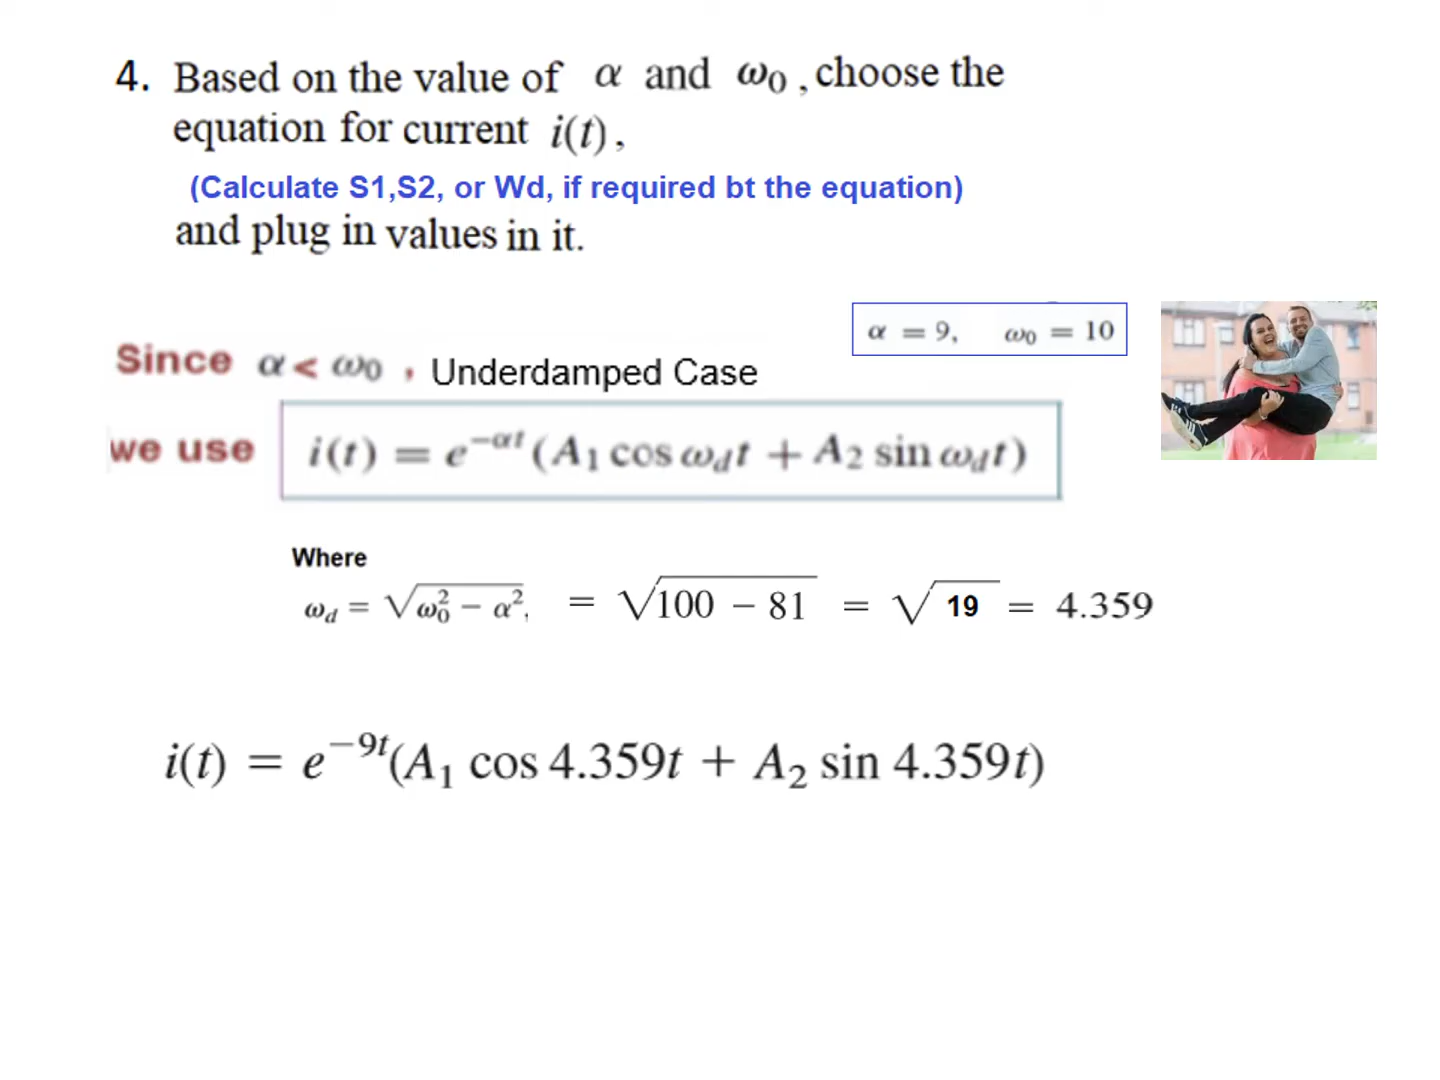 4. Based on the value of α and ω0 , choose the
equation for current i(t) ,
(Calculate S1,S2, or Wd, if required bt the equation)
and plug in values in it.
α = 9, ω0 = 10
Since α < ω0 , Underdamped Case
we use i(t) = e^−αt (A1 cos ωdt + A2 sin ωdt)
Where
ωd = √ω0² − α², = √100 − 81 = √19 = 4.359
i(t) = e^−9t(A1 cos 4.359t + A2 sin 4.359t)